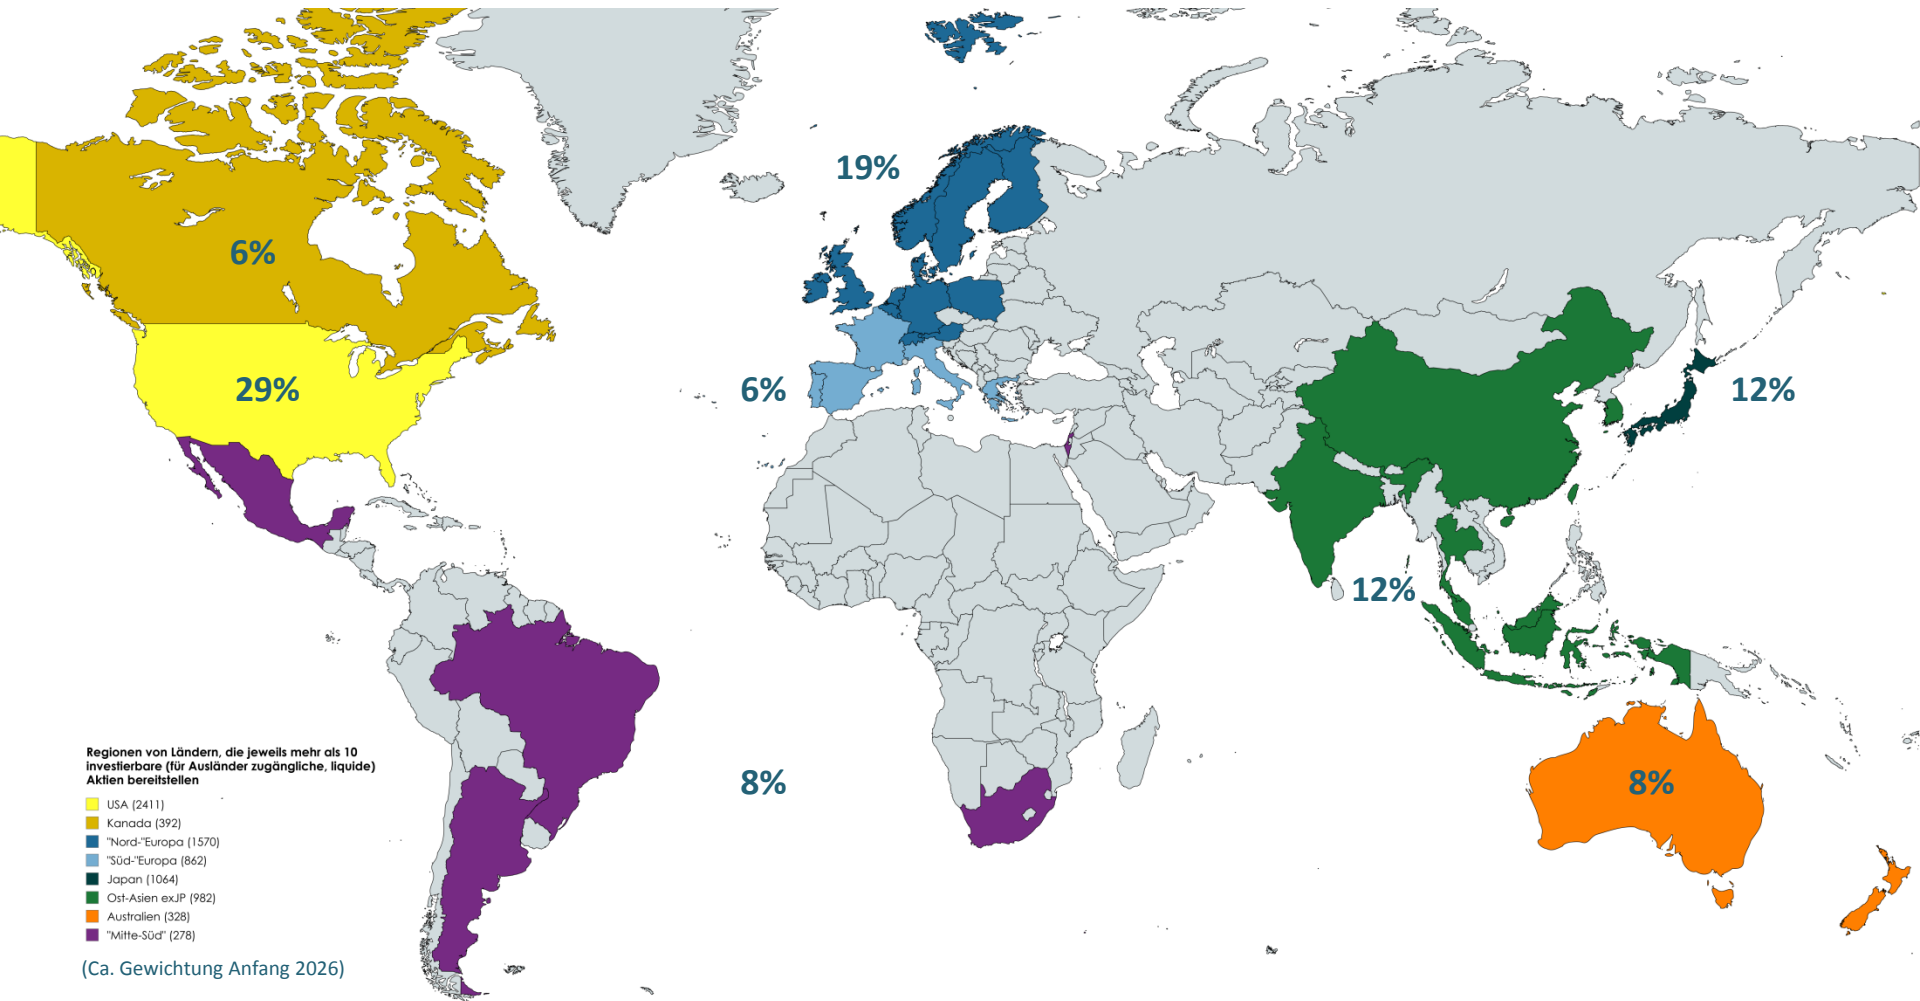 19%
6%
29%
6%
12%
12%
8%
8%
Regionen von Ländern, die jeweils mehr als 10
investierbare (für Ausländer zugängliche, liquide)
Aktien bereitstellen
USA (2411)
Kanada (392)
"Nord-"Europa (1570)
"Süd-"Europa (862)
Japan (1064)
Ost-Asien exJP (982)
Australien (328)
"Mitte-Süd" (278)
(Ca. Gewichtung Anfang 2026)